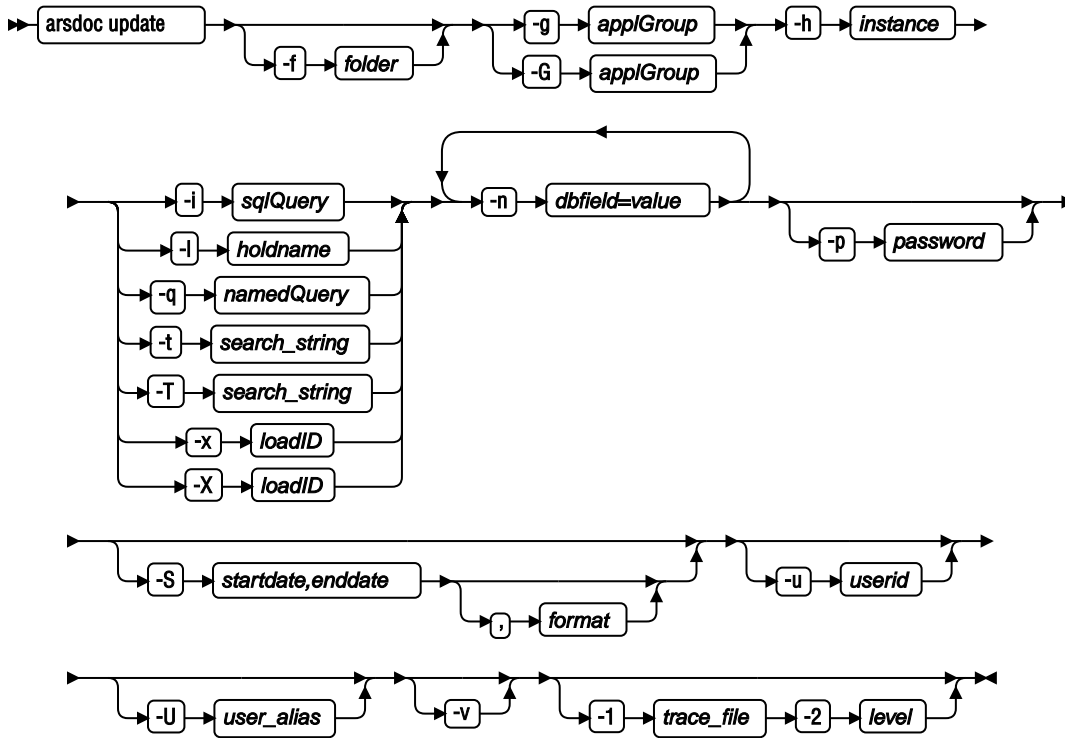 arsdoc update -g applGroup -h instance
-f folder -G applGroup
-i sqlQuery -n dbfield=value
-l holdname -p password
-q namedQuery
-t search_string
-T search_string
-x loadID
-X loadID
-S startdate,enddate -u userid
, format
-U user_alias -v -1 trace_file -2 level